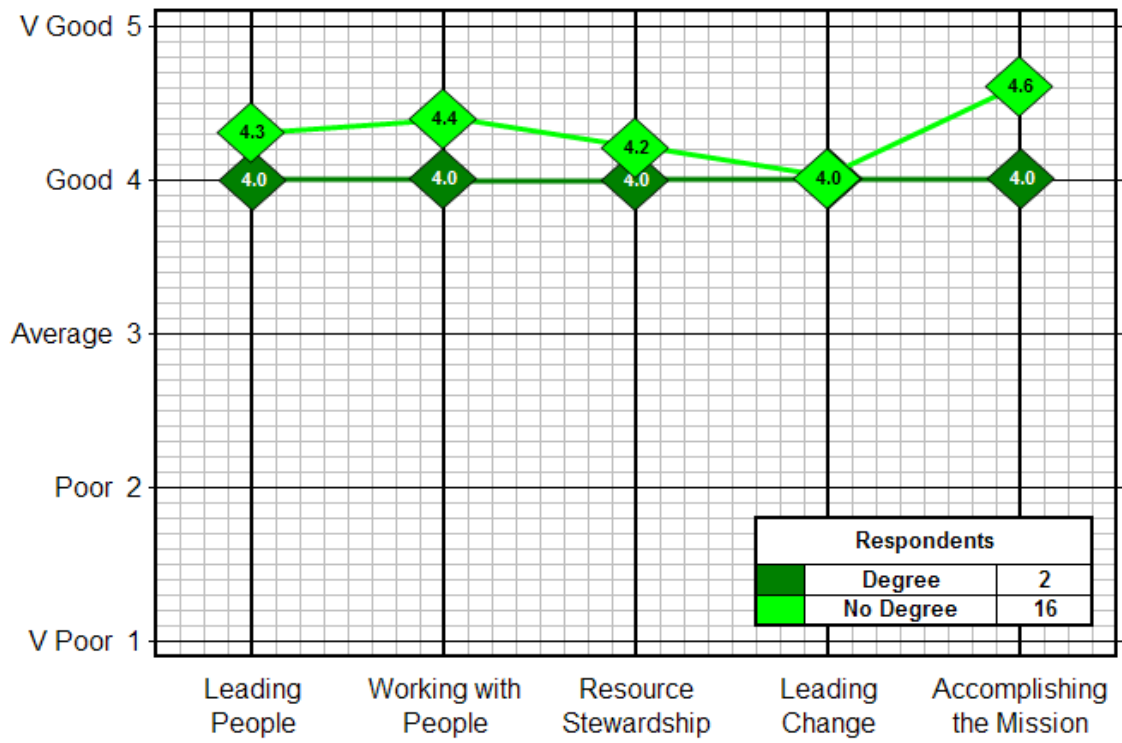 V Good 5
4.6
4.4
4.3
4.2
Good 4
4.0
4.0
4.0
4.0
4.0
Average 3
Poor 2
Respondents
Degree 2
No Degree 16
V Poor 1
Leading Working with Resource Leading Accomplishing
People People Stewardship Change the Mission